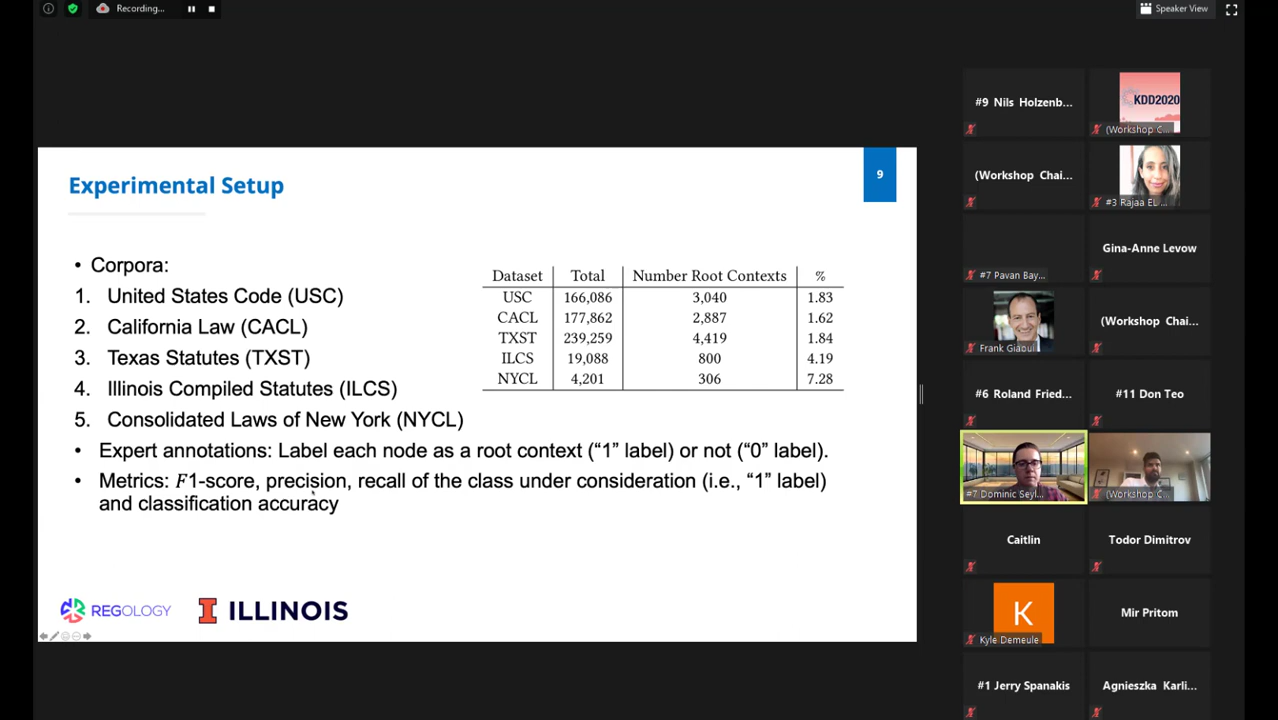 Recording...
Speaker View
Experimental Setup
9
• Corpora:
1. United States Code (USC)
2. California Law (CACL)
3. Texas Statutes (TXST)
4. Illinois Compiled Statutes (ILCS)
5. Consolidated Laws of New York (NYCL)
Dataset Total Number Root Contexts %
USC 166,086 3,040 1.83
CACL 177,862 2,887 1.62
TXST 239,259 4,419 1.84
ILCS 19,088 800 4.19
NYCL 4,201 306 7.28
• Expert annotations: Label each node as a root context (“1” label) or not (“0” label).
• Metrics: F1-score, precision, recall of the class under consideration (i.e., “1” label)
and classification accuracy
REGOLOGY
ILLINOIS
#9 Nils Holzenb...
KDD2020
(Workshop C...
(Workshop Chai...
#3 Rajaa EL ...
#7 Pavan Bay...
Gina-Anne Levow
Frank Giaoui
(Workshop Chai...
#6 Roland Fried...
#11 Don Teo
#7 Dominic Seyl...
(Workshop C...
Caitlin
Todor Dimitrov
K
Kyle Demeule
Mir Pritom
#1 Jerry Spanakis
Agnieszka Karli...